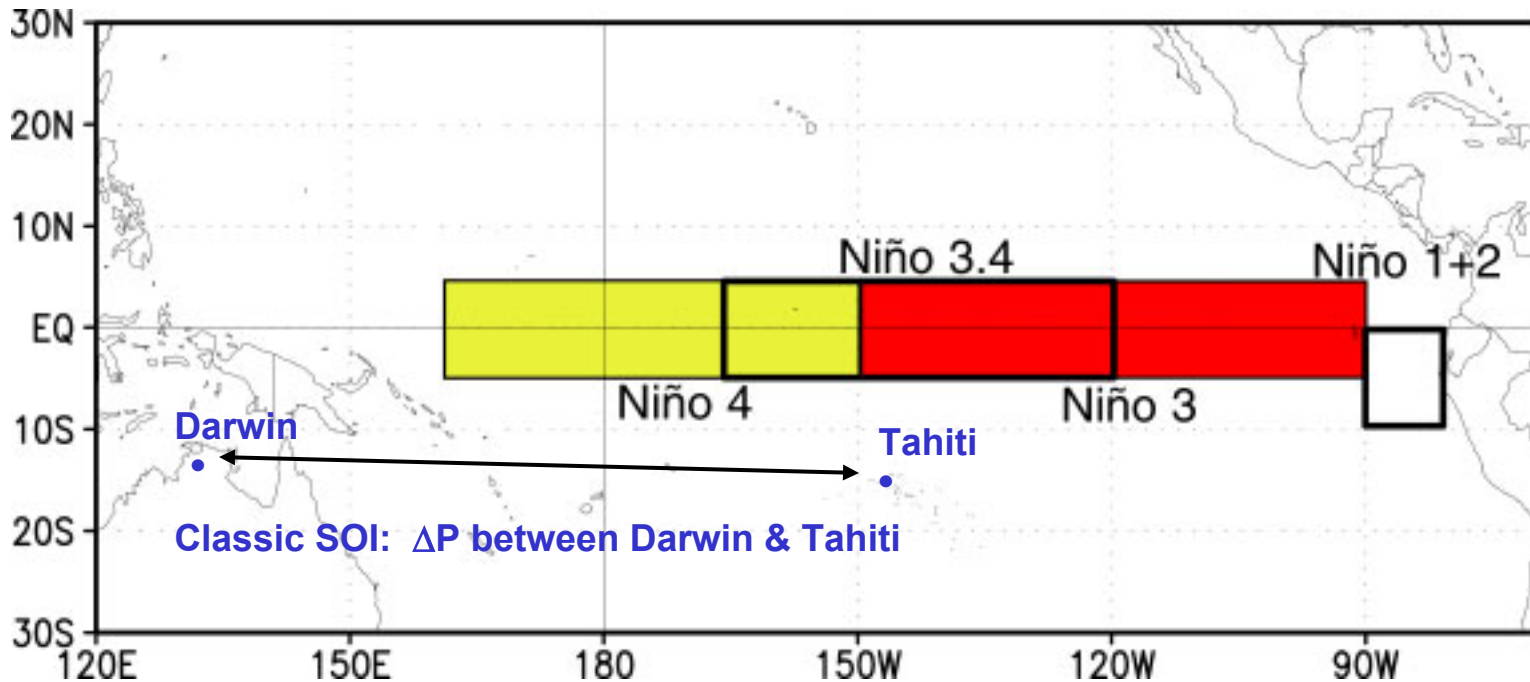 30N
20N
10N
Niño 3.4
Niño 1+2
EQ
Niño 4
Niño 3
10S
Darwin
Tahiti
20S
Classic SOI: ΔP between Darwin & Tahiti
30S
120E 150E 180 150W 120W 90W